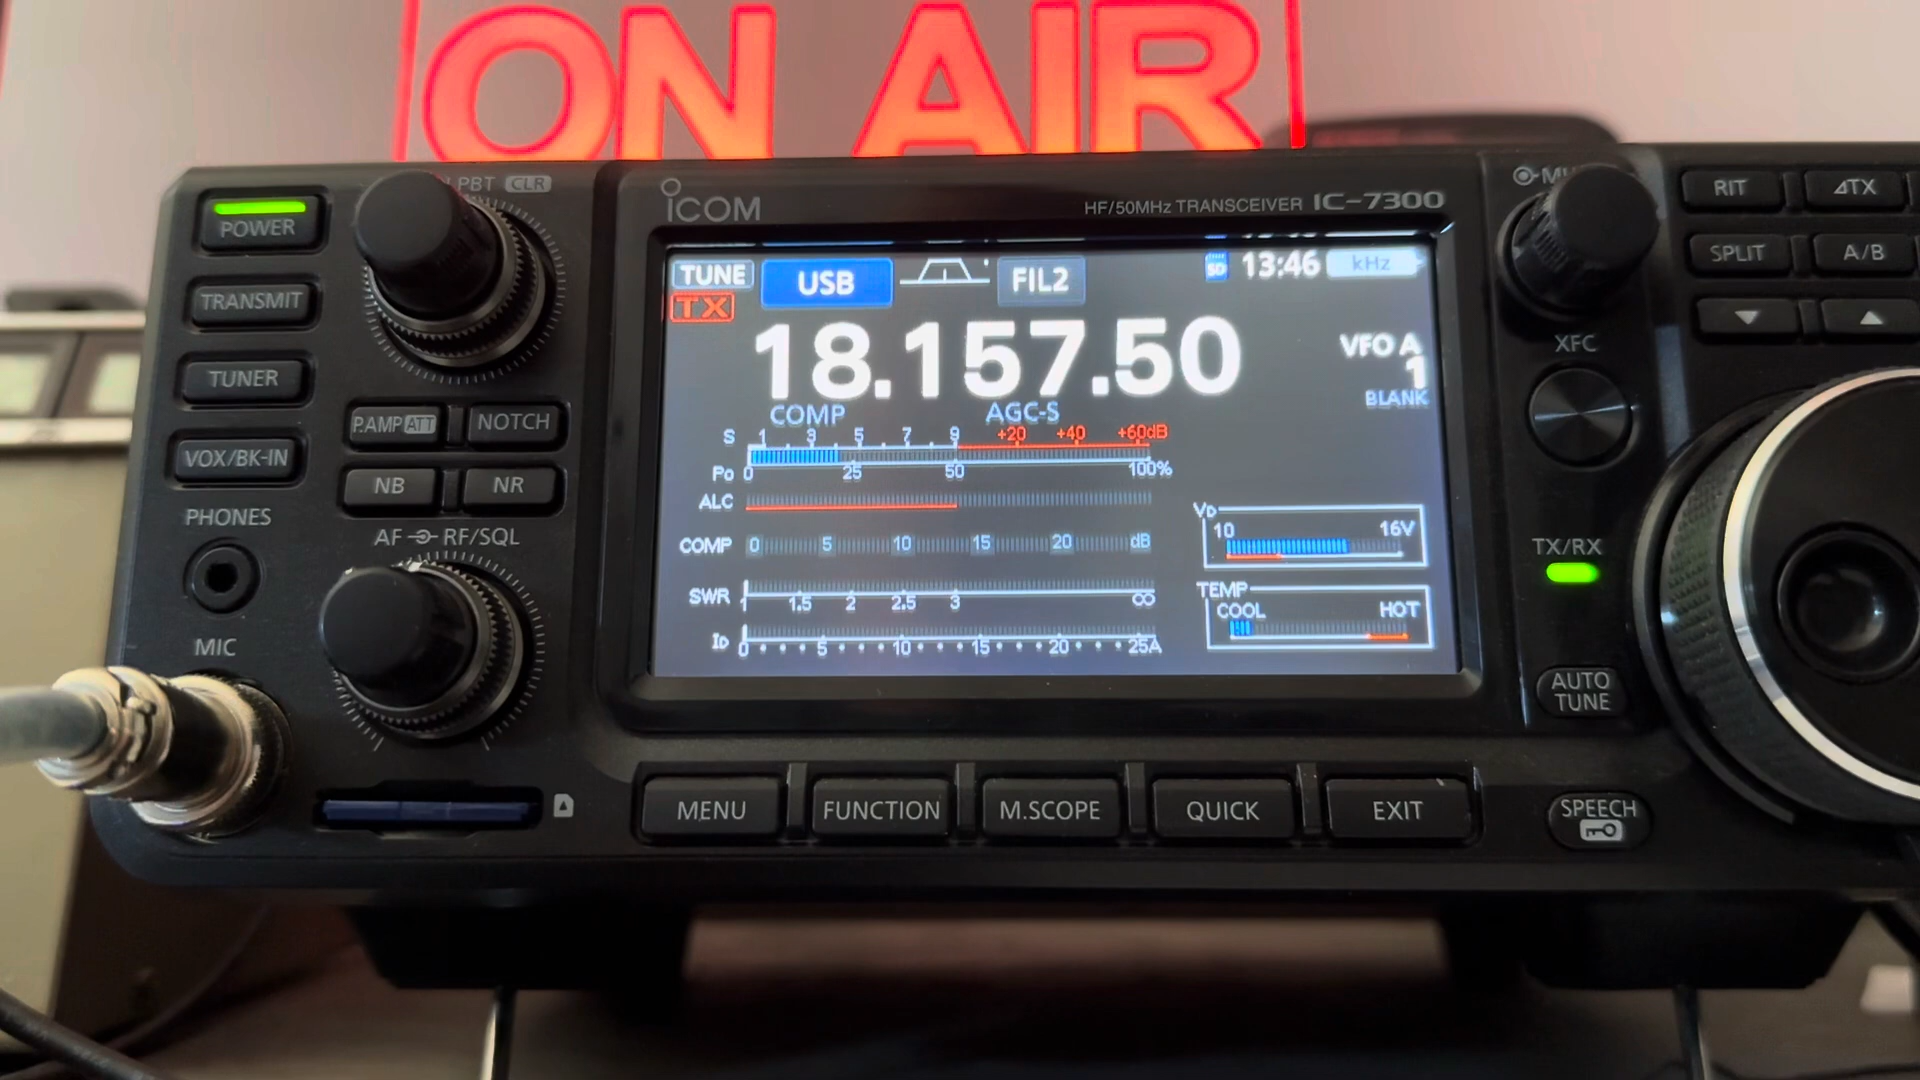 ON AIR
PBT CLR
ICOM
HF/50MHz TRANSCEIVER IC-7300
POWER
TRANSMIT
TUNER
VOX/BK-IN
P.AMP ATT
NOTCH
NB
NR
PHONES
AF RF/SQL
MIC
TUNE
TX
USB
FIL2
SD
13:46
kHz
18.157.50
VFO A
1
BLANK
COMP
AGC-S
S 1 3 5 7 9 +20 +40 +60dB
Po 0 25 50 100%
ALC
COMP 0 5 10 15 20 dB
SWR 1 1.5 2 2.5 3 ∞
ID 0 5 10 15 20 25A
VD
10 16V
TEMP
COOL HOT
MENU
FUNCTION
M.SCOPE
QUICK
EXIT
RIT
ΔTX
SPLIT
A/B
XFC
TX/RX
AUTO
TUNE
SPEECH